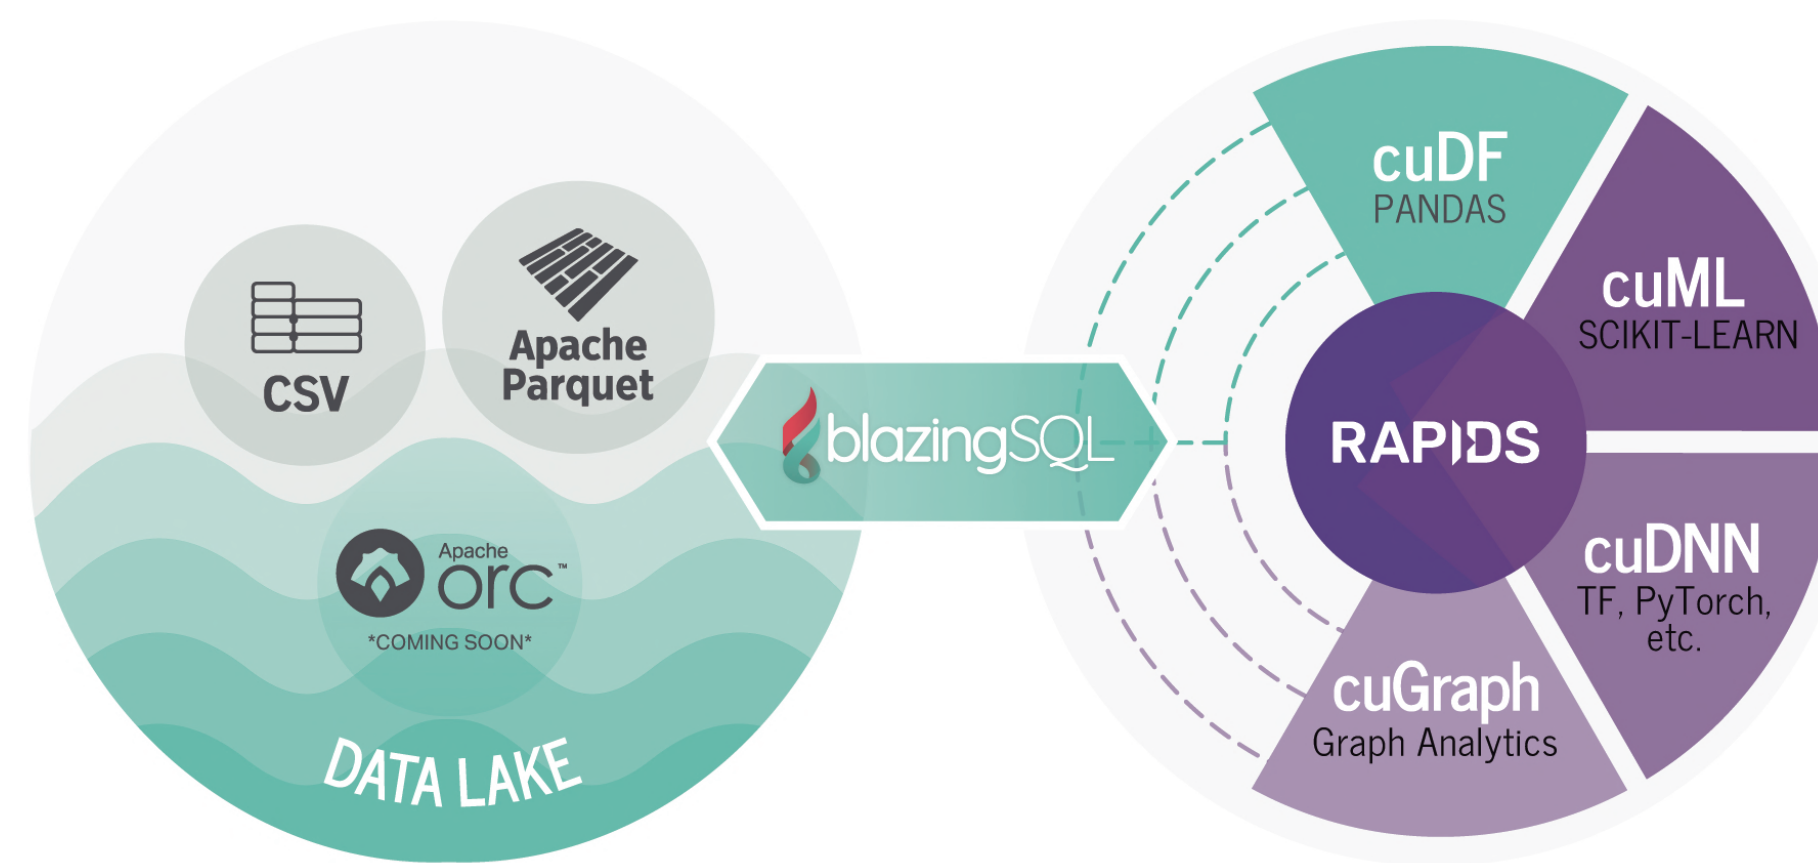 CSV
Apache
Parquet
Apache
orc™
*COMING SOON*
DATA LAKE
blazingSQL
cuDF
PANDAS
cuML
SCIKIT-LEARN
RAPIDS
cuDNN
TF, PyTorch,
etc.
cuGraph
Graph Analytics